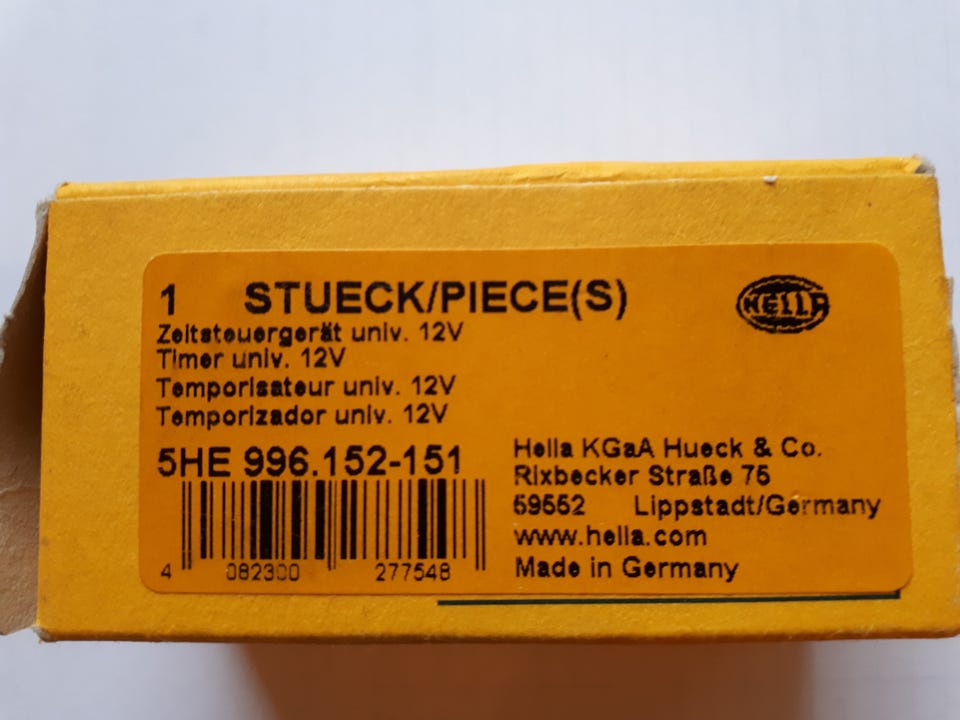 1 STUECK/PIECE(S)
HELLA
Zeitsteuergerät univ. 12V
Timer univ. 12V
Temporisateur univ. 12V
Temporizador univ. 12V
5HE 996.152-151
4 082300 277548
Hella KGaA Hueck & Co.
Rixbecker Straße 75
59552 Lippstadt/Germany
www.hella.com
Made in Germany